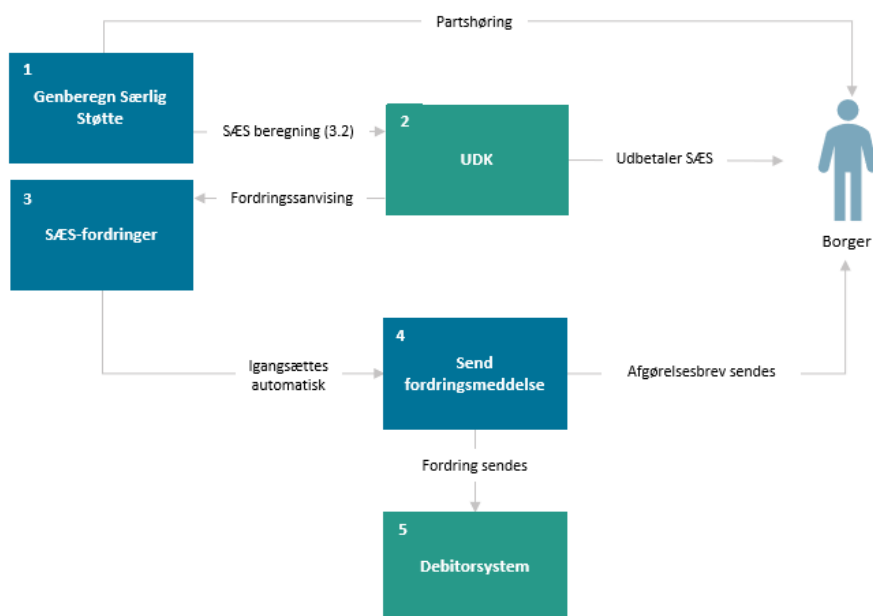 Partshøring
1
Genberegn Særlig
Støtte
SÆS beregning (3.2)
2
UDK
Udbetaler SÆS
3
Fordringssanvising
SÆS-fordringer
Borger
4
Igangsættes
automatisk
Send
fordringsmeddelse
Afgørelsesbrev sendes
Fordring sendes
5
Debitorsystem